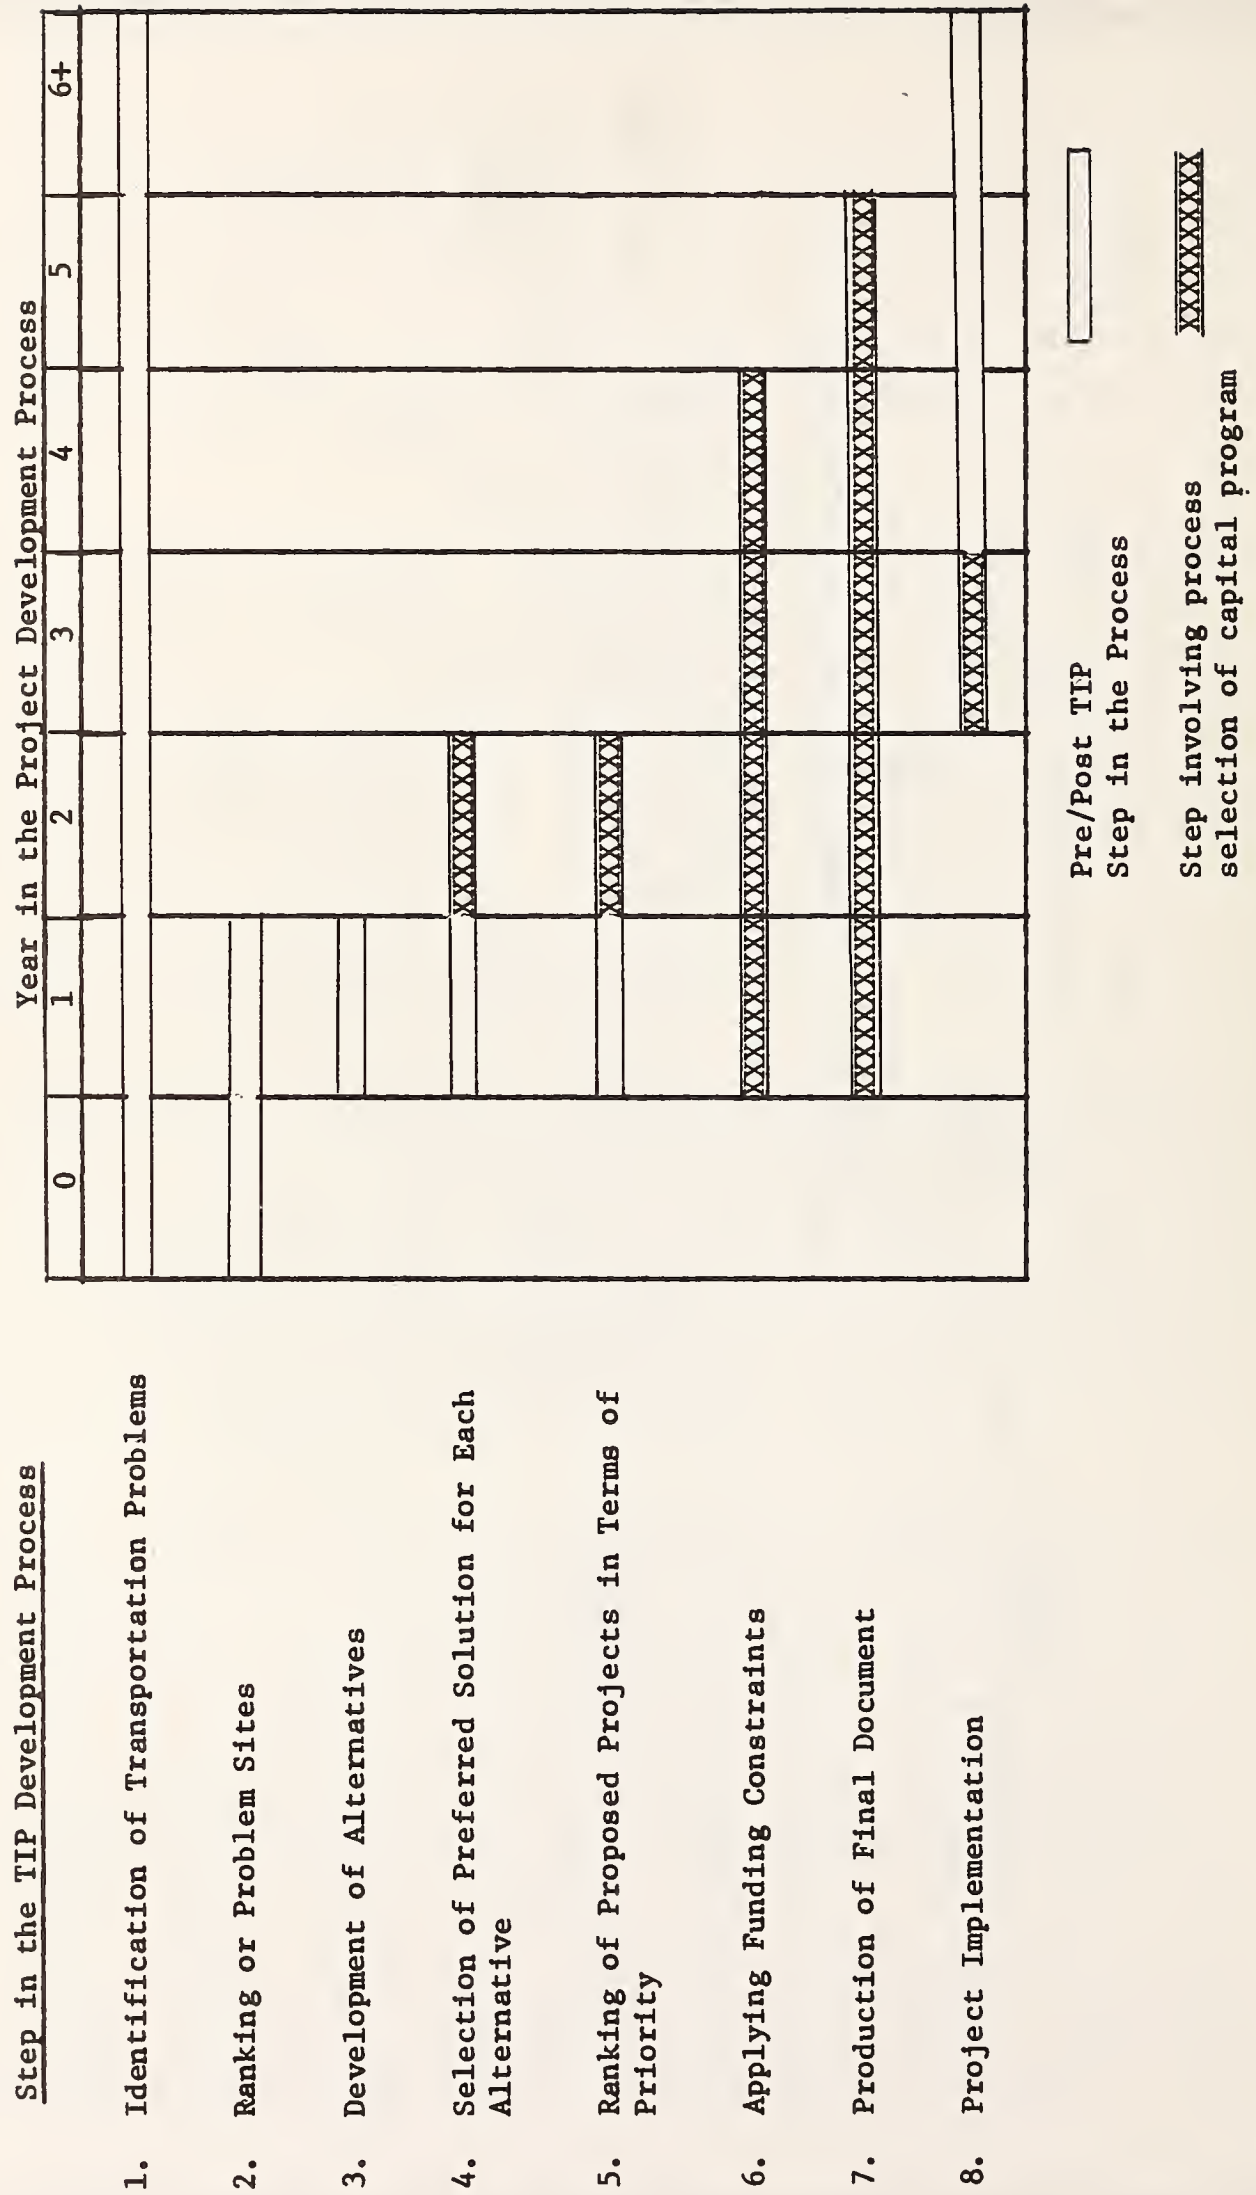 Step in the TIP Development Process
Year in the Project Development Process
0 1 2 3 4 5 6+
1. Identification of Transportation Problems
2. Ranking or Problem Sites
3. Development of Alternatives
4. Selection of Preferred Solution for Each
Alternative
5. Ranking of Proposed Projects in Terms of
Priority
6. Applying Funding Constraints
7. Production of Final Document
8. Project Implementation
Pre/Post TIP
Step in the Process
Step involving process
selection of capital program